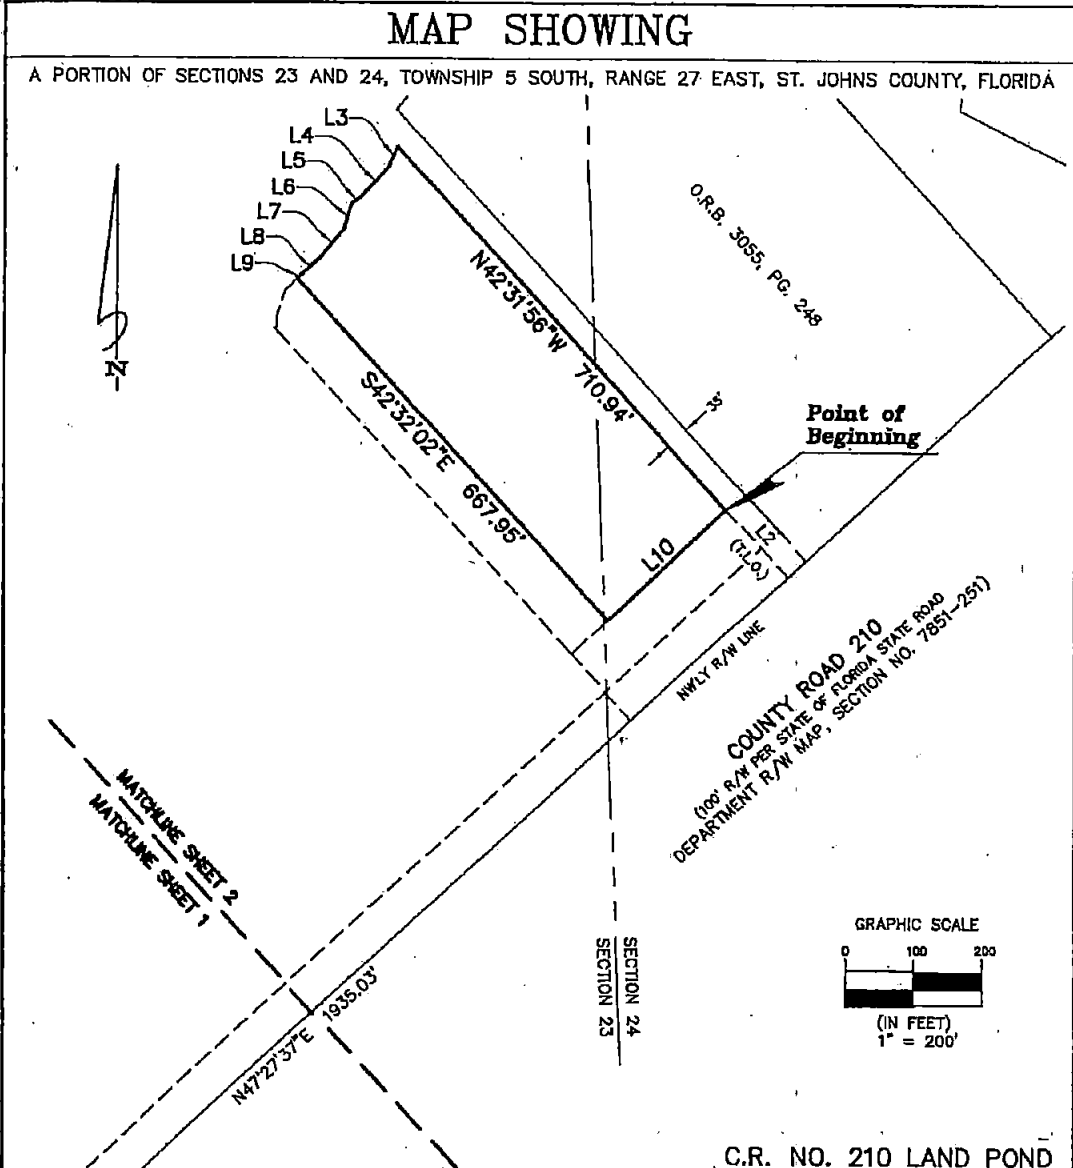 MAP SHOWING
A PORTION OF SECTIONS 23 AND 24, TOWNSHIP 5 SOUTH, RANGE 27 EAST, ST. JOHNS COUNTY, FLORIDA
L3
L4
L5
L6
L7
L8
L9
N
O.R.B. 3055, PG. 248
N42°31'56"W 710.94'
35'
S42°32'02"E 667.95'
Point of
Beginning
L10
L2
(T.L.O.)
NW'LY R/W LINE
COUNTY ROAD 210
(100' R/W PER STATE OF FLORIDA STATE ROAD
DEPARTMENT R/W MAP, SECTION NO. 7851-251)
MATCHLINE SHEET 2
MATCHLINE SHEET 1
SECTION 24
SECTION 23
N47°27'37"E 1935.03'
GRAPHIC SCALE
0 100 200
(IN FEET)
1" = 200'
C.R. NO. 210 LAND POND